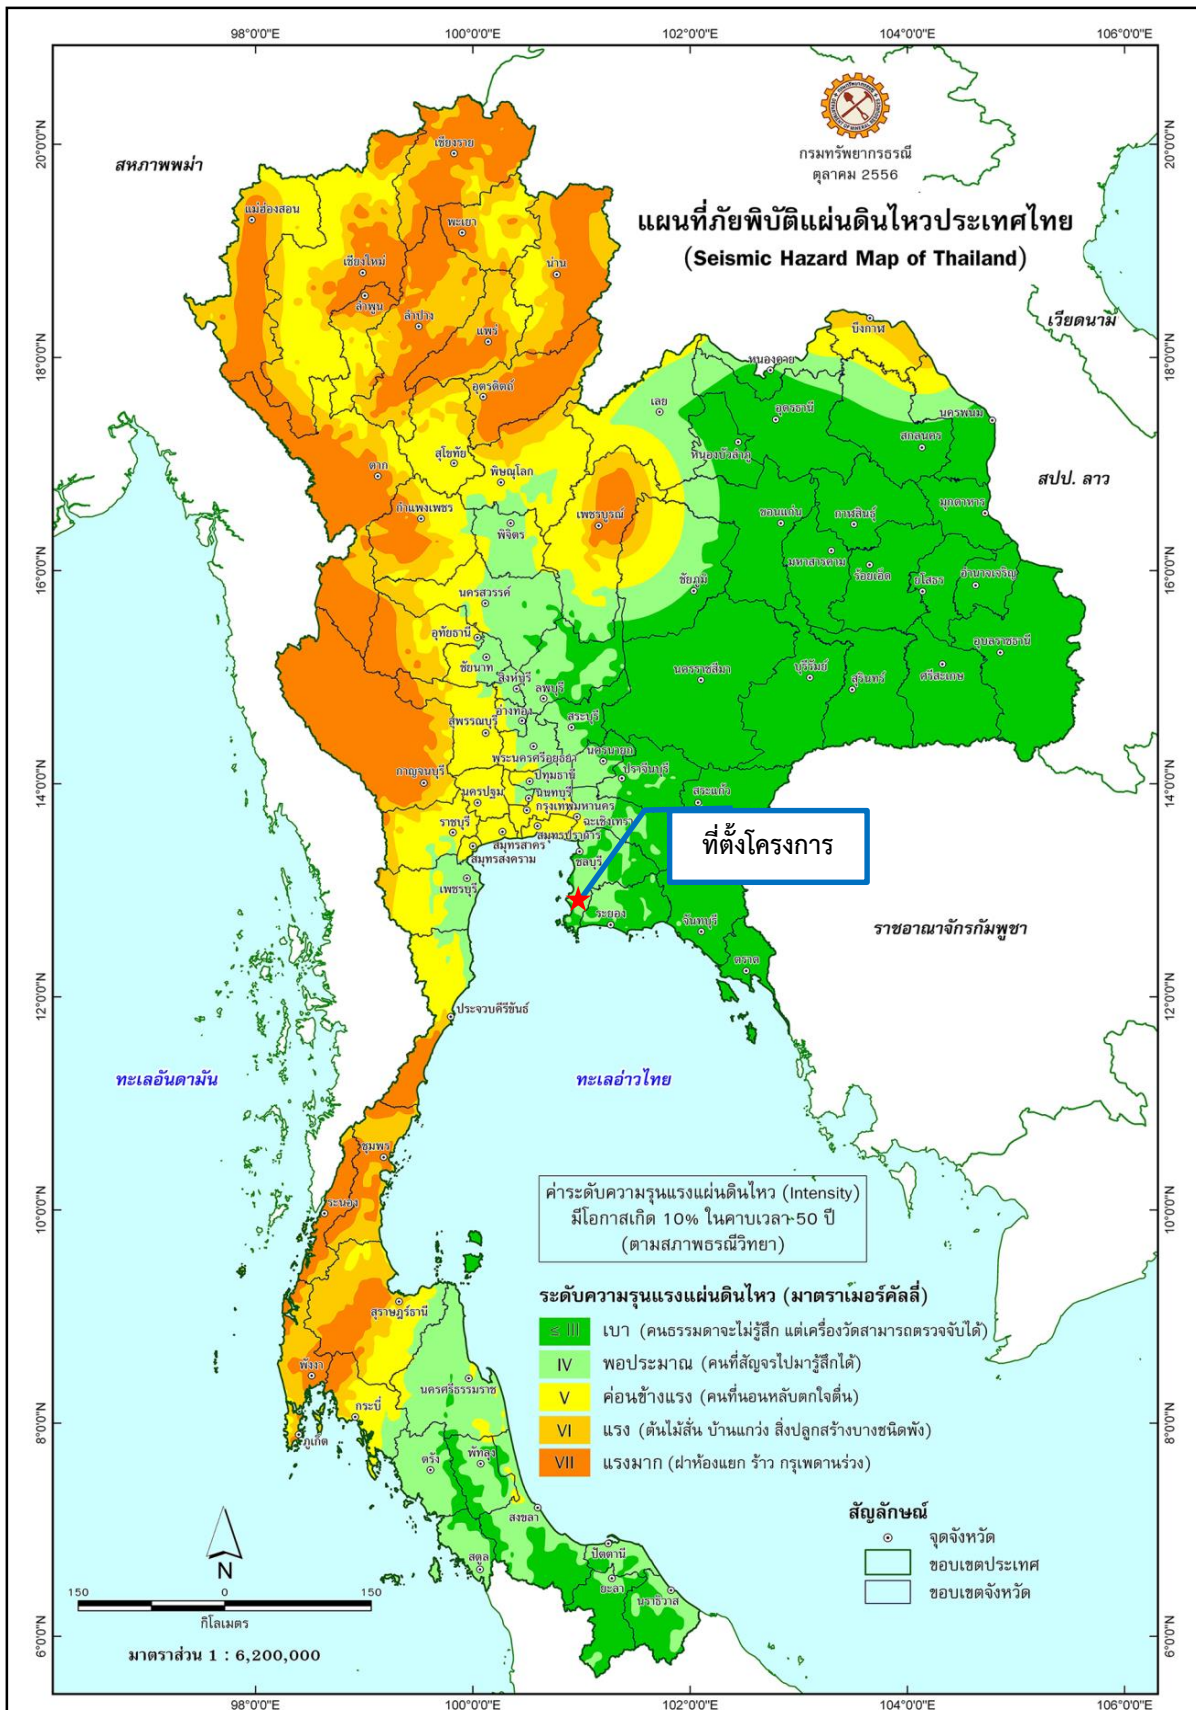 98°0'0"E 100°0'0"E 102°0'0"E 104°0'0"E 106°0'0"E
20°0'0"N
18°0'0"N
16°0'0"N
14°0'0"N
12°0'0"N
10°0'0"N
8°0'0"N
6°0'0"N
20°0'0"N
18°0'0"N
16°0'0"N
14°0'0"N
12°0'0"N
10°0'0"N
8°0'0"N
6°0'0"N
กรมทรัพยากรธรณี
ตุลาคม 2556
แผนที่ภัยพิบัติแผ่นดินไหวประเทศไทย
(Seismic Hazard Map of Thailand)
สหภาพพม่า
เวียดนาม
สปป. ลาว
ราชอาณาจักรกัมพูชา
ทะเลอันดามัน
ทะเลอ่าวไทย
ที่ตั้งโครงการ
เชียงราย
แม่ฮ่องสอน
พะเยา
เชียงใหม่
น่าน
ลำพูน
ลำปาง
แพร่
บึงกาฬ
หนองคาย
อุตรดิตถ์
เลย
อุดรธานี
นครพนม
สกลนคร
หนองบัวลำภู
สุโขทัย
ตาก
พิษณุโลก
กำแพงเพชร
พิจิตร
เพชรบูรณ์
ขอนแก่น
กาฬสินธุ์
มุกดาหาร
มหาสารคาม
ร้อยเอ็ด
ชัยภูมิ
ยโสธร
อำนาจเจริญ
นครสวรรค์
อุทัยธานี
ชัยนาท
สิงห์บุรี
ลพบุรี
นครราชสีมา
บุรีรัมย์
สุรินทร์
ศรีสะเกษ
อุบลราชธานี
อ่างทอง
สุพรรณบุรี
สระบุรี
พระนครศรีอยุธยา
นครนายก
ปราจีนบุรี
กาญจนบุรี
ปทุมธานี
นนทบุรี
สระแก้ว
นครปฐม
กรุงเทพมหานคร
ฉะเชิงเทรา
ราชบุรี
สมุทรปราการ
สมุทรสาคร
สมุทรสงคราม
ชลบุรี
เพชรบุรี
ระยอง
จันทบุรี
ตราด
ประจวบคีรีขันธ์
ชุมพร
ระนอง
สุราษฎร์ธานี
พังงา
นครศรีธรรมราช
กระบี่
ภูเก็ต
ตรัง
พัทลุง
สงขลา
สตูล
ปัตตานี
ยะลา
นราธิวาส
ค่าระดับความรุนแรงแผ่นดินไหว (Intensity)
มีโอกาสเกิด 10% ในคาบเวลา 50 ปี
(ตามสภาพธรณีวิทยา)
ระดับความรุนแรงแผ่นดินไหว (มาตราเมอร์คัลลี่)
≤ III เบา (คนธรรมดาจะไม่รู้สึก แต่เครื่องวัดสามารถตรวจจับได้)
IV พอประมาณ (คนที่สัญจรไปมารู้สึกได้)
V ค่อนข้างแรง (คนที่นอนหลับตกใจตื่น)
VI แรง (ต้นไม้สั่น บ้านแกว่ง สิ่งปลูกสร้างบางชนิดพัง)
VII แรงมาก (ฝาห้องแยก ร้าว กรุเพดานร่วง)
สัญลักษณ์
จุดจังหวัด
ขอบเขตประเทศ
ขอบเขตจังหวัด
N
150 0 150
กิโลเมตร
มาตราส่วน 1 : 6,200,000
98°0'0"E 100°0'0"E 102°0'0"E 104°0'0"E 106°0'0"E